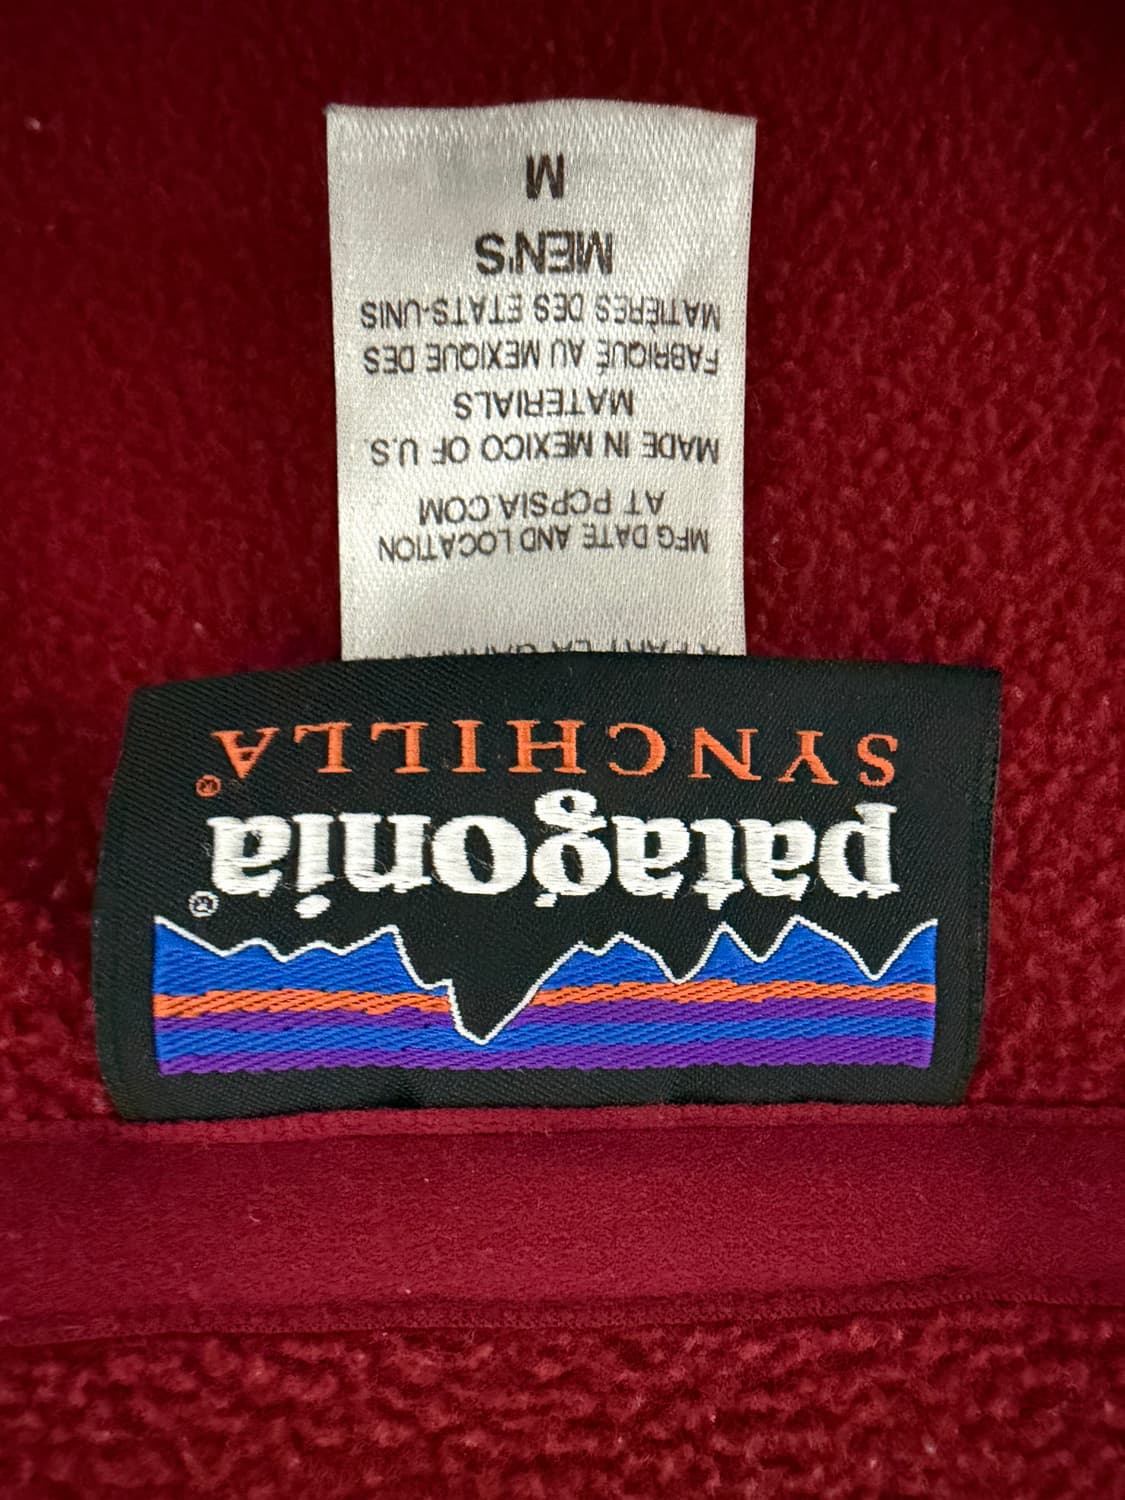 patagonia®
SYNCHILLA®
MFG DATE AND LOCATION
AT PCPSIA.COM
MADE IN MEXICO OF U.S
MATERIALS
FABRIQUÉ AU MEXIQUE DES
MATIÈRES DES ETATS-UNIS
MEN'S
M